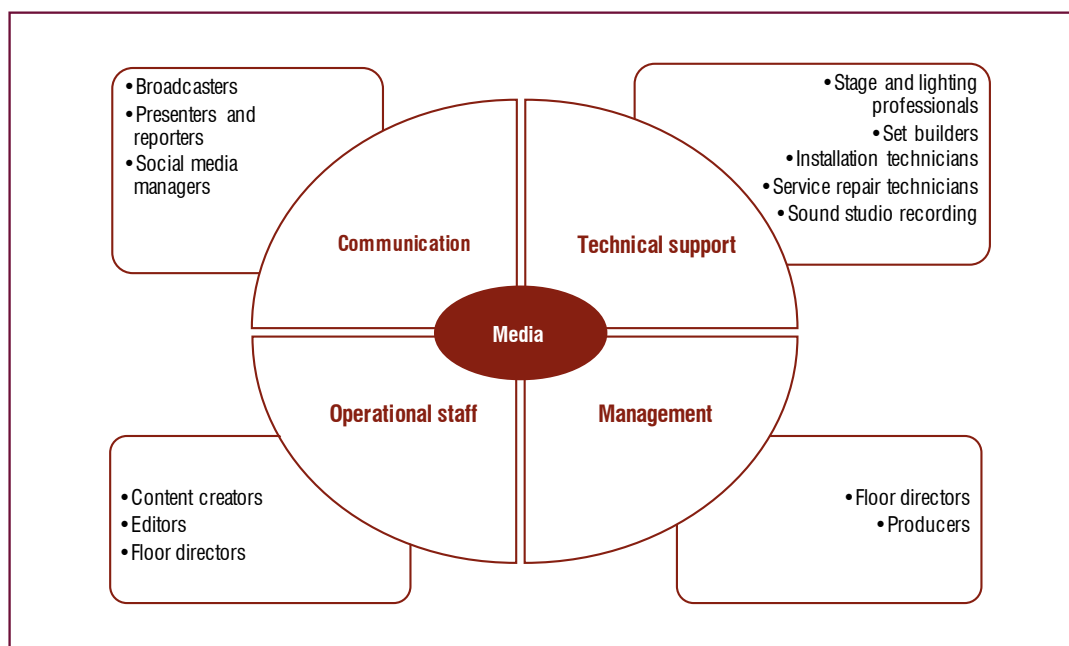 • Broadcasters
• Presenters and
reporters
• Social media
managers
• Stage and lighting
professionals
• Set builders
• Installation technicians
• Service repair technicians
• Sound studio recording
Communication
Technical support
Media
Operational staff
Management
• Content creators
• Editors
• Floor directors
• Floor directors
• Producers